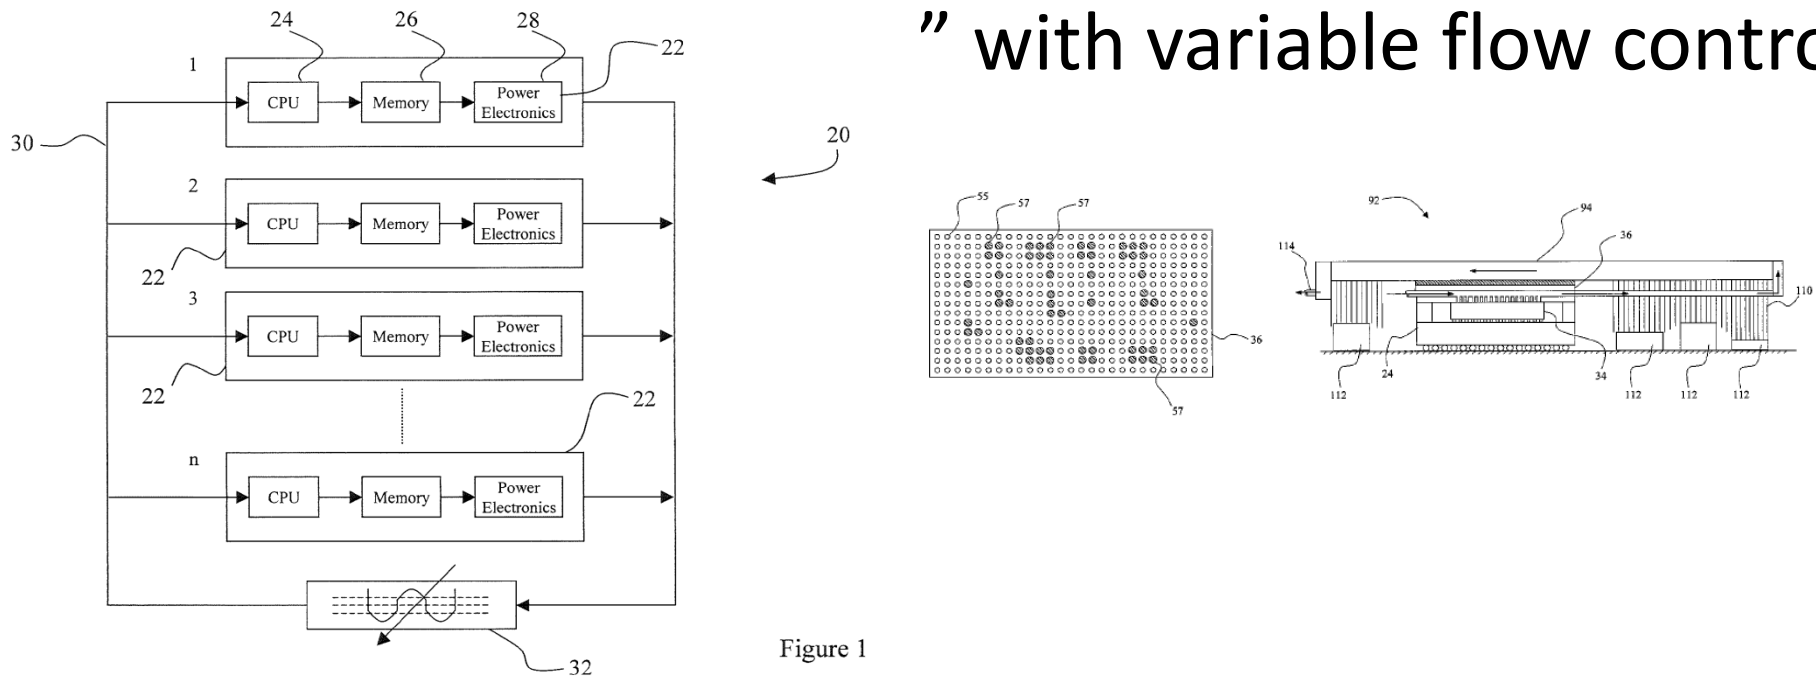 ” with variable flow contro
24 26 28
22
1
CPU Memory Power Electronics
30
20
2
CPU Memory Power Electronics
22
3
CPU Memory Power Electronics
22
22
n
CPU Memory Power Electronics
32
Figure 1
55 57 57
36
57
92
94
36
114
110
24
34
112 112 112 112